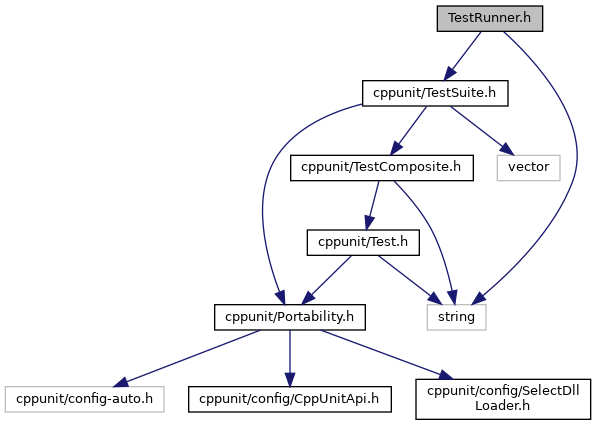 TestRunner.h
cppunit/TestSuite.h
cppunit/TestComposite.h
vector
cppunit/Test.h
cppunit/Portability.h
string
cppunit/config-auto.h
cppunit/config/CppUnitApi.h
cppunit/config/SelectDll
Loader.h